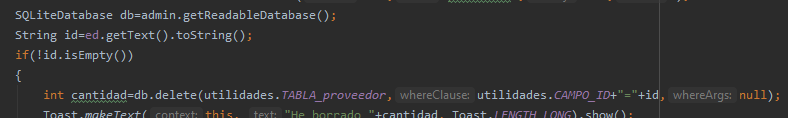 SQLiteDatabase db=admin.getReadableDatabase();
String id=ed.getText().toString();
if(!id.isEmpty())
{
int cantidad=db.delete(utilidades.TABLA_proveedor, whereClause: utilidades.CAMPO_ID+"="+id, whereArgs: null);
Toast.makeText( context: this, text: "He borrado "+cantidad, Toast.LENGTH_LONG).show();